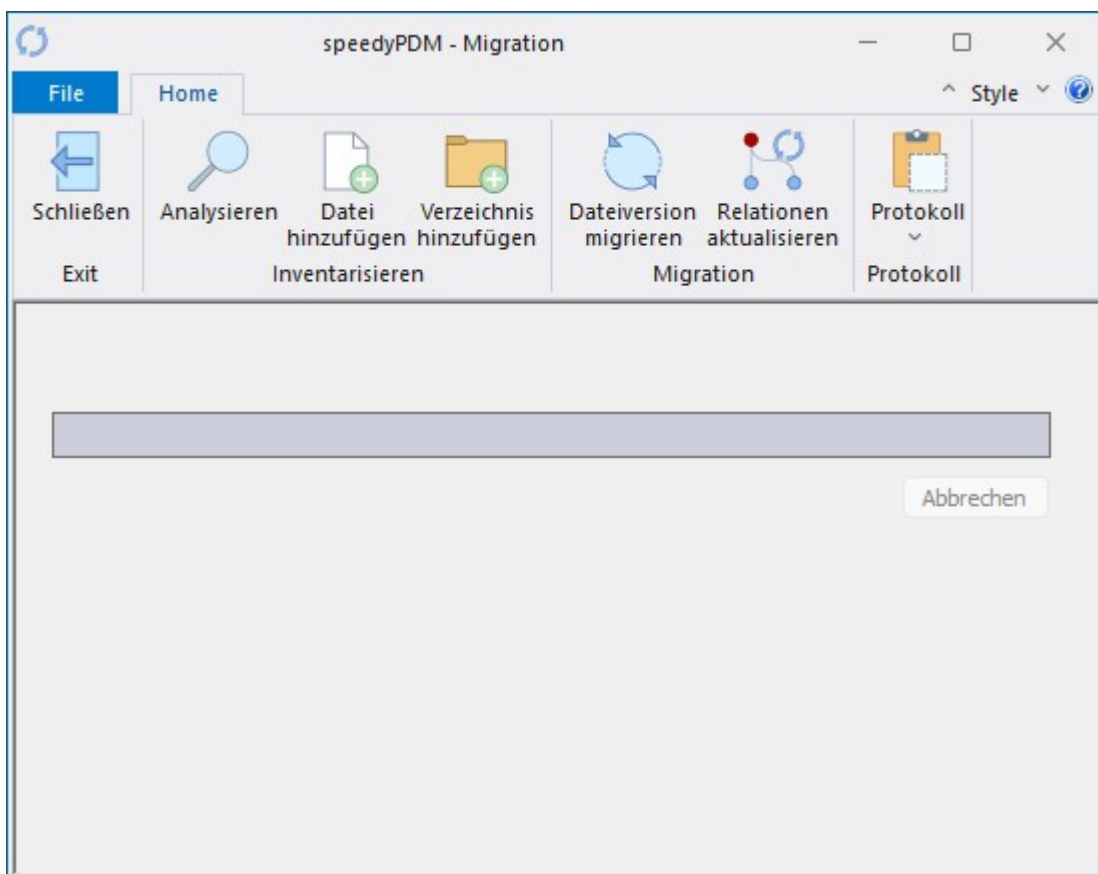 speedyPDM - Migration
File Home Style
Schließen Analysieren Datei Verzeichnis Dateiversion Relationen Protokoll
hinzufügen hinzufügen migrieren aktualisieren
Exit Inventarisieren Migration Protokoll
Abbrechen